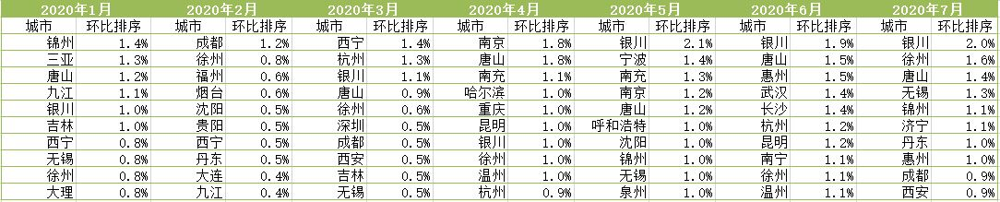 2020年1月 2020年2月 2020年3月 2020年4月 2020年5月 2020年6月 2020年7月
城市 环比排序 城市 环比排序 城市 环比排序 城市 环比排序 城市 环比排序 城市 环比排序 城市 环比排序
锦州 1.4% 成都 1.2% 西宁 1.4% 南京 1.8% 银川 2.1% 银川 1.9% 银川 2.0%
三亚 1.3% 徐州 0.8% 杭州 1.3% 唐山 1.8% 宁波 1.4% 唐山 1.5% 徐州 1.6%
唐山 1.2% 福州 0.6% 银川 1.1% 南充 1.1% 南充 1.3% 惠州 1.5% 唐山 1.4%
九江 1.1% 烟台 0.6% 唐山 0.9% 哈尔滨 1.0% 南京 1.2% 武汉 1.4% 无锡 1.3%
银川 1.0% 沈阳 0.5% 徐州 0.6% 重庆 1.0% 唐山 1.2% 长沙 1.4% 锦州 1.1%
吉林 1.0% 贵阳 0.5% 深圳 0.5% 昆明 1.0% 呼和浩特 1.0% 杭州 1.2% 济宁 1.1%
西宁 0.8% 西宁 0.5% 成都 0.5% 银川 1.0% 沈阳 1.0% 昆明 1.2% 丹东 1.0%
无锡 0.8% 丹东 0.5% 西安 0.5% 徐州 1.0% 锦州 1.0% 南宁 1.1% 惠州 1.0%
徐州 0.8% 大连 0.4% 吉林 0.5% 温州 1.0% 无锡 1.0% 徐州 1.1% 成都 0.9%
大理 0.8% 九江 0.4% 无锡 0.5% 杭州 0.9% 泉州 1.0% 温州 1.1% 西安 0.9%